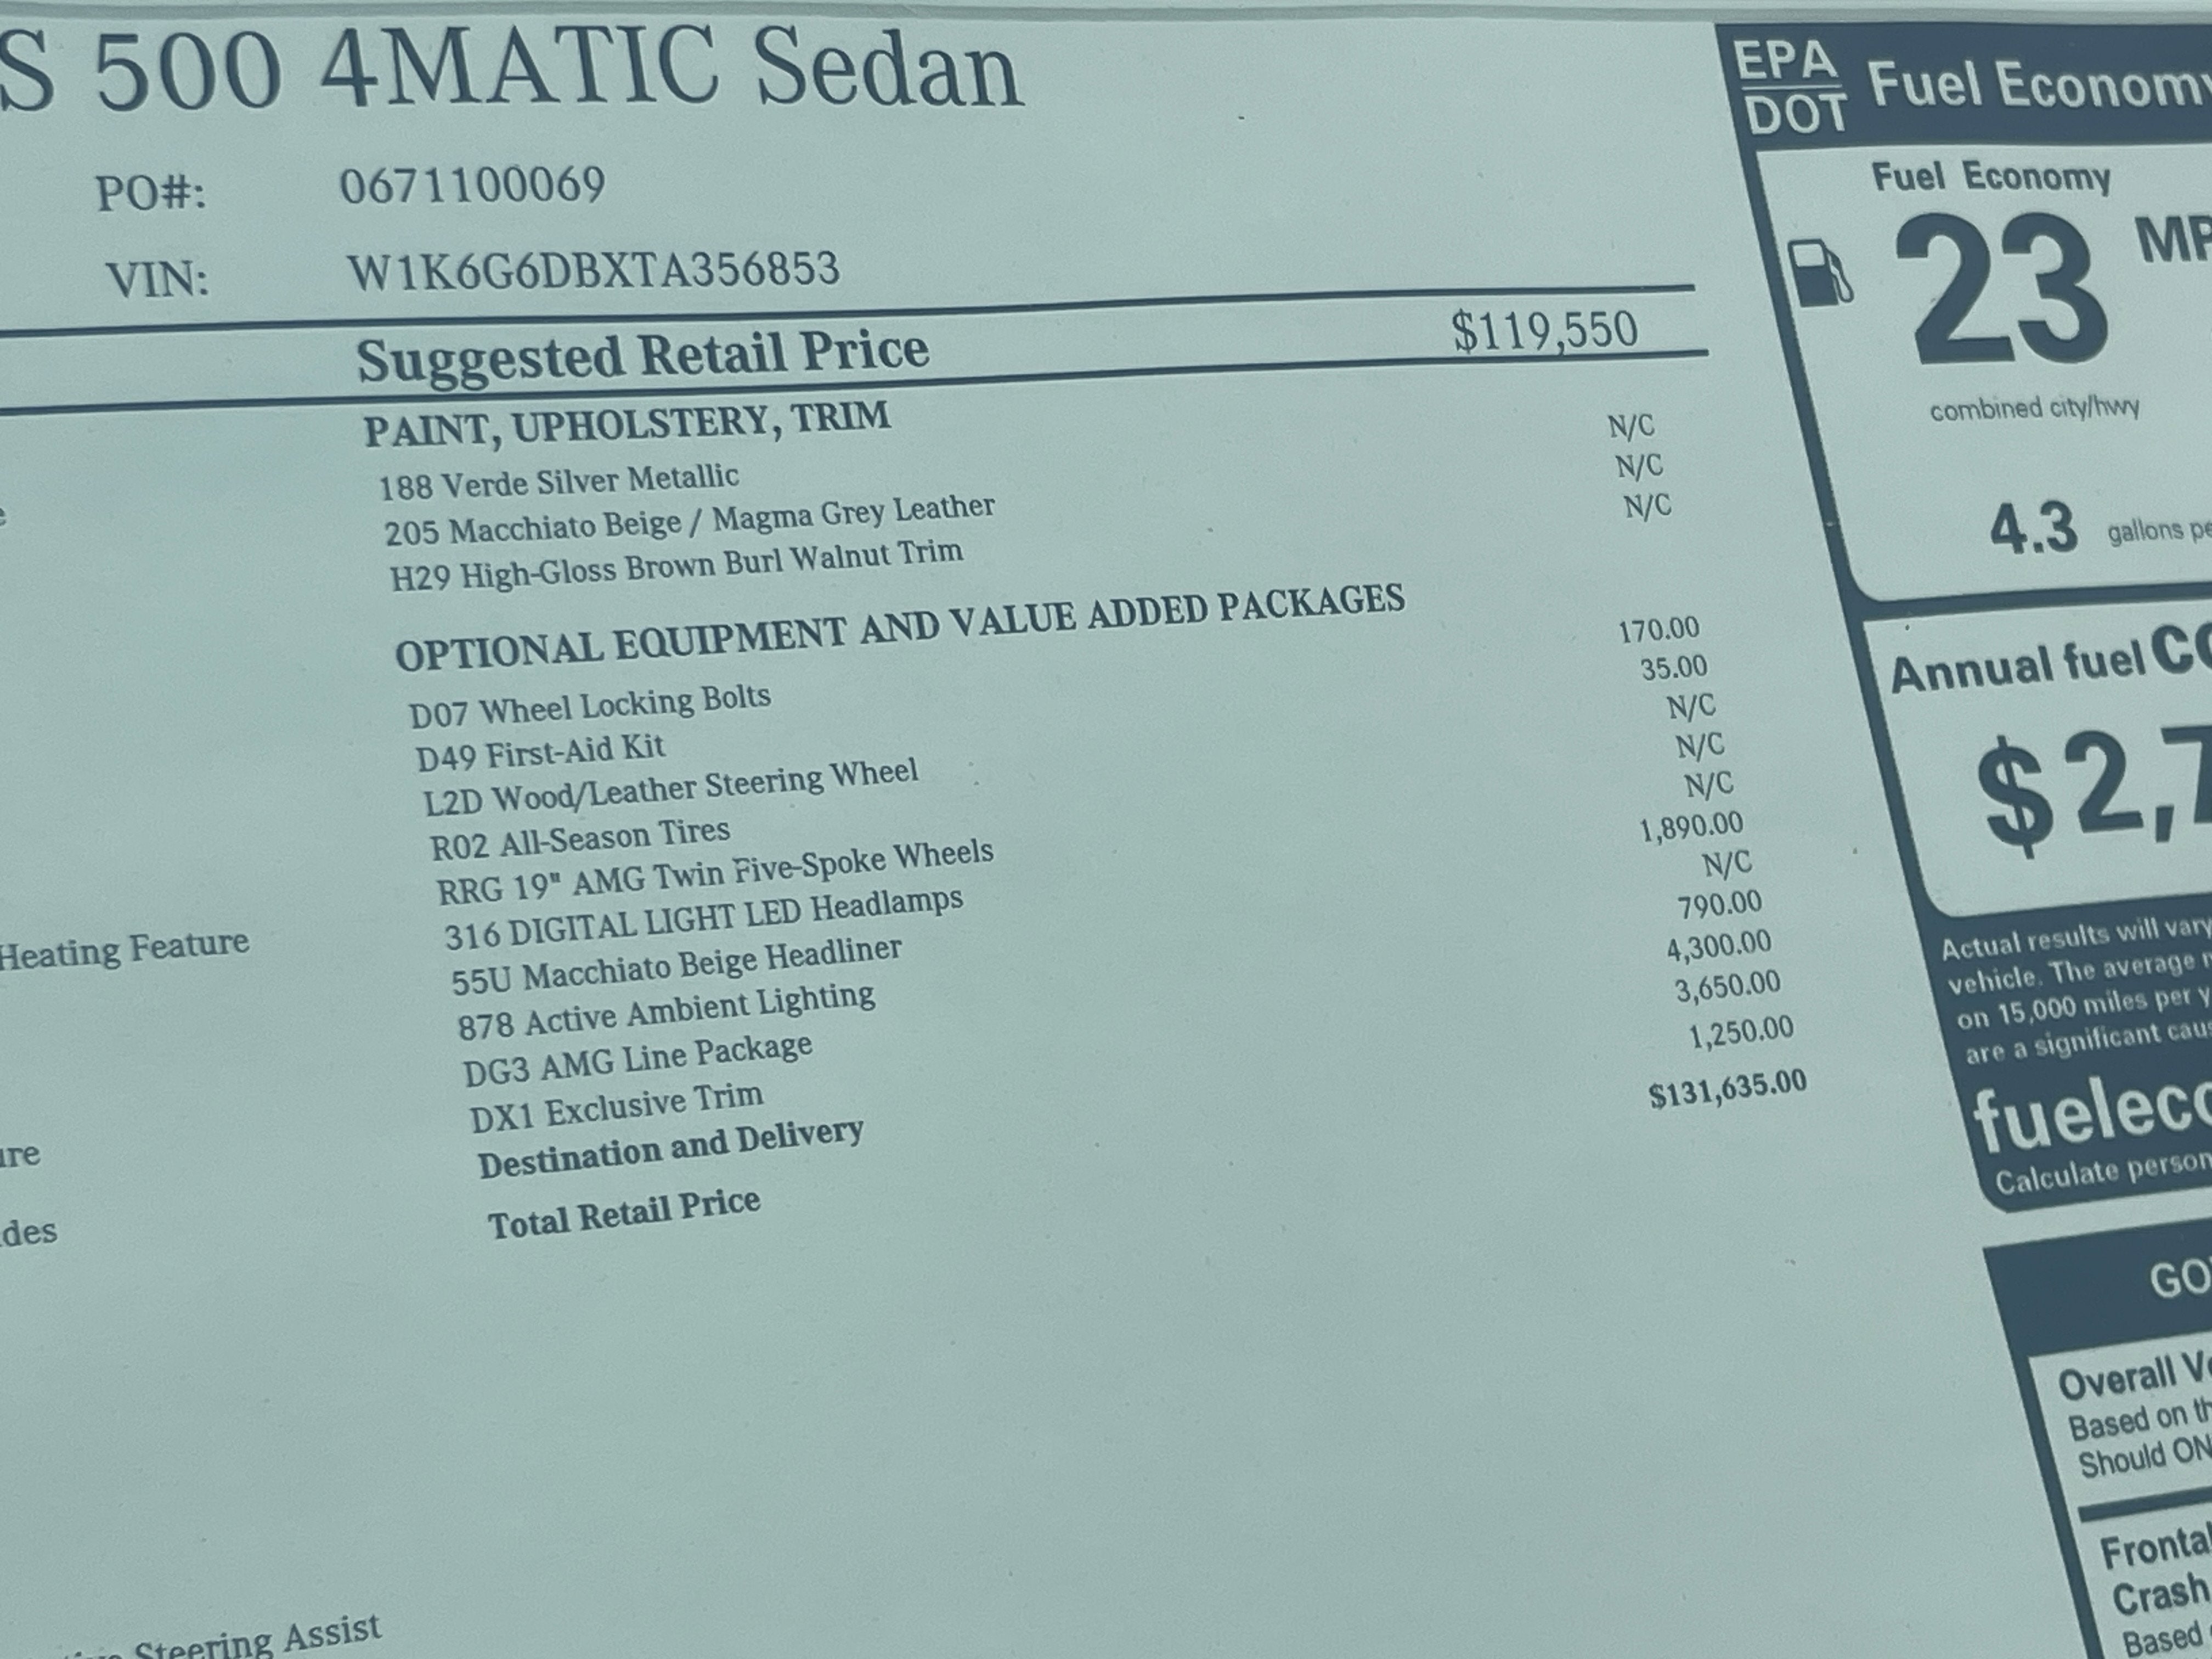 S 500 4MATIC Sedan
PO#: 0671100069
VIN: W1K6G6DBXTA356853
Suggested Retail Price $119,550
PAINT, UPHOLSTERY, TRIM
188 Verde Silver Metallic N/C
205 Macchiato Beige / Magma Grey Leather N/C
H29 High-Gloss Brown Burl Walnut Trim N/C
OPTIONAL EQUIPMENT AND VALUE ADDED PACKAGES
D07 Wheel Locking Bolts 170.00
D49 First-Aid Kit 35.00
L2D Wood/Leather Steering Wheel N/C
R02 All-Season Tires N/C
RRG 19" AMG Twin Five-Spoke Wheels N/C
316 DIGITAL LIGHT LED Headlamps 1,890.00
55U Macchiato Beige Headliner N/C
878 Active Ambient Lighting 790.00
DG3 AMG Line Package 4,300.00
DX1 Exclusive Trim 3,650.00
Destination and Delivery 1,250.00
Total Retail Price $131,635.00
Heating Feature
ure
des
Steering Assist
EPA
DOT
Fuel Economy
Fuel Economy
23 MP
combined city/hwy
4.3 gallons pe
Annual fuel CO
$2,7
Actual results will vary
vehicle. The average n
on 15,000 miles per y
are a significant caus
fueleco
Calculate person
GO
Overall Ve
Based on th
Should ON
Frontal
Crash
Based